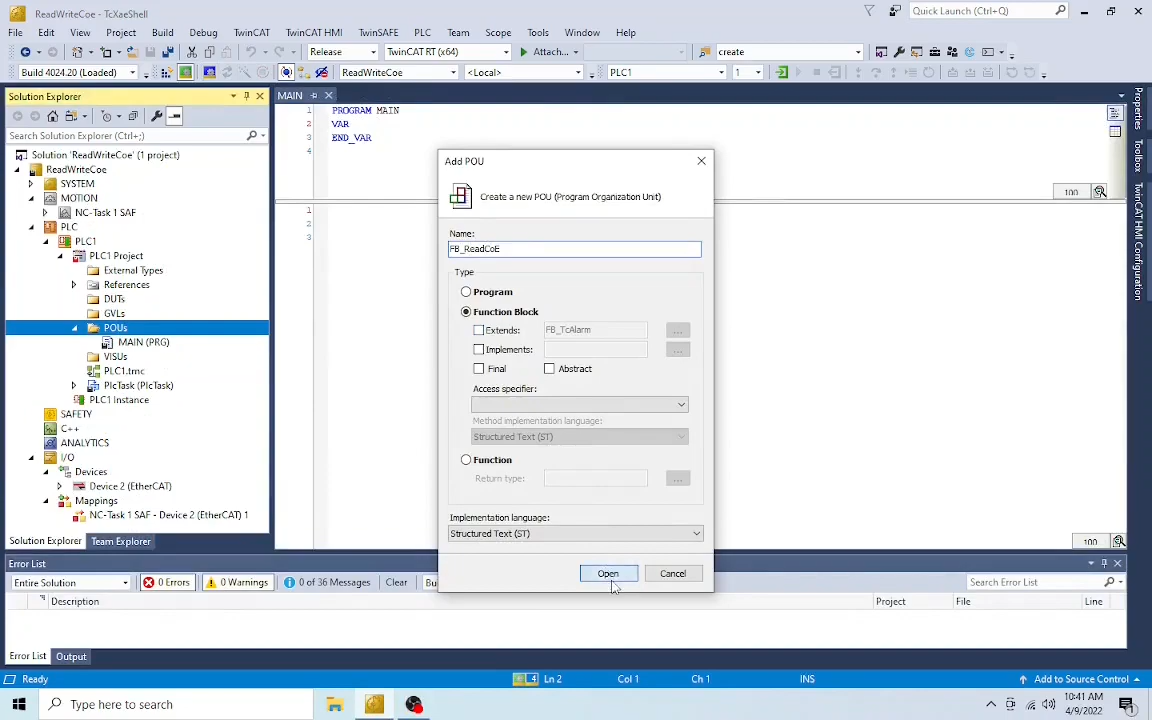 ReadWriteCoe - TcXaeShell
Quick Launch (Ctrl+Q)
File Edit View Project Build Debug TwinCAT TwinCAT HMI TwinSAFE PLC Team Scope Tools Window Help
Release TwinCAT RT (x64) Attach... create
Build 4024.20 (Loaded) ReadWriteCoe <Local> PLC1 1
Solution Explorer
Search Solution Explorer (Ctrl+;)
Solution 'ReadWriteCoe' (1 project)
ReadWriteCoe
SYSTEM
MOTION
NC-Task 1 SAF
PLC
PLC1
PLC1 Project
External Types
References
DUTs
GVLs
POUs
MAIN (PRG)
VISUs
PLC1.tmc
PlcTask (PlcTask)
PLC1 Instance
SAFETY
C++
ANALYTICS
I/O
Devices
Device 2 (EtherCAT)
Mappings
NC-Task 1 SAF - Device 2 (EtherCAT) 1
Solution Explorer Team Explorer
MAIN
1 PROGRAM MAIN
2 VAR
3 END_VAR
4
100
1
2
3
100
Add POU
Create a new POU (Program Organization Unit)
Name:
FB_ReadCoE
Type
Program
Function Block
Extends: FB_TcAlarm ...
Implements: ...
Final Abstract
Access specifier:
Method implementation language:
Structured Text (ST)
Function
Return type: ...
Implementation language:
Structured Text (ST)
Open Cancel
Properties
Toolbox
TwinCAT HMI Configuration
Error List
Entire Solution 0 Errors 0 Warnings 0 of 36 Messages Clear Bu
Search Error List
Description Project File Line
Error List Output
Ready 4 Ln 2 Col 1 Ch 1 INS Add to Source Control
Type here to search
10:41 AM
4/9/2022
1